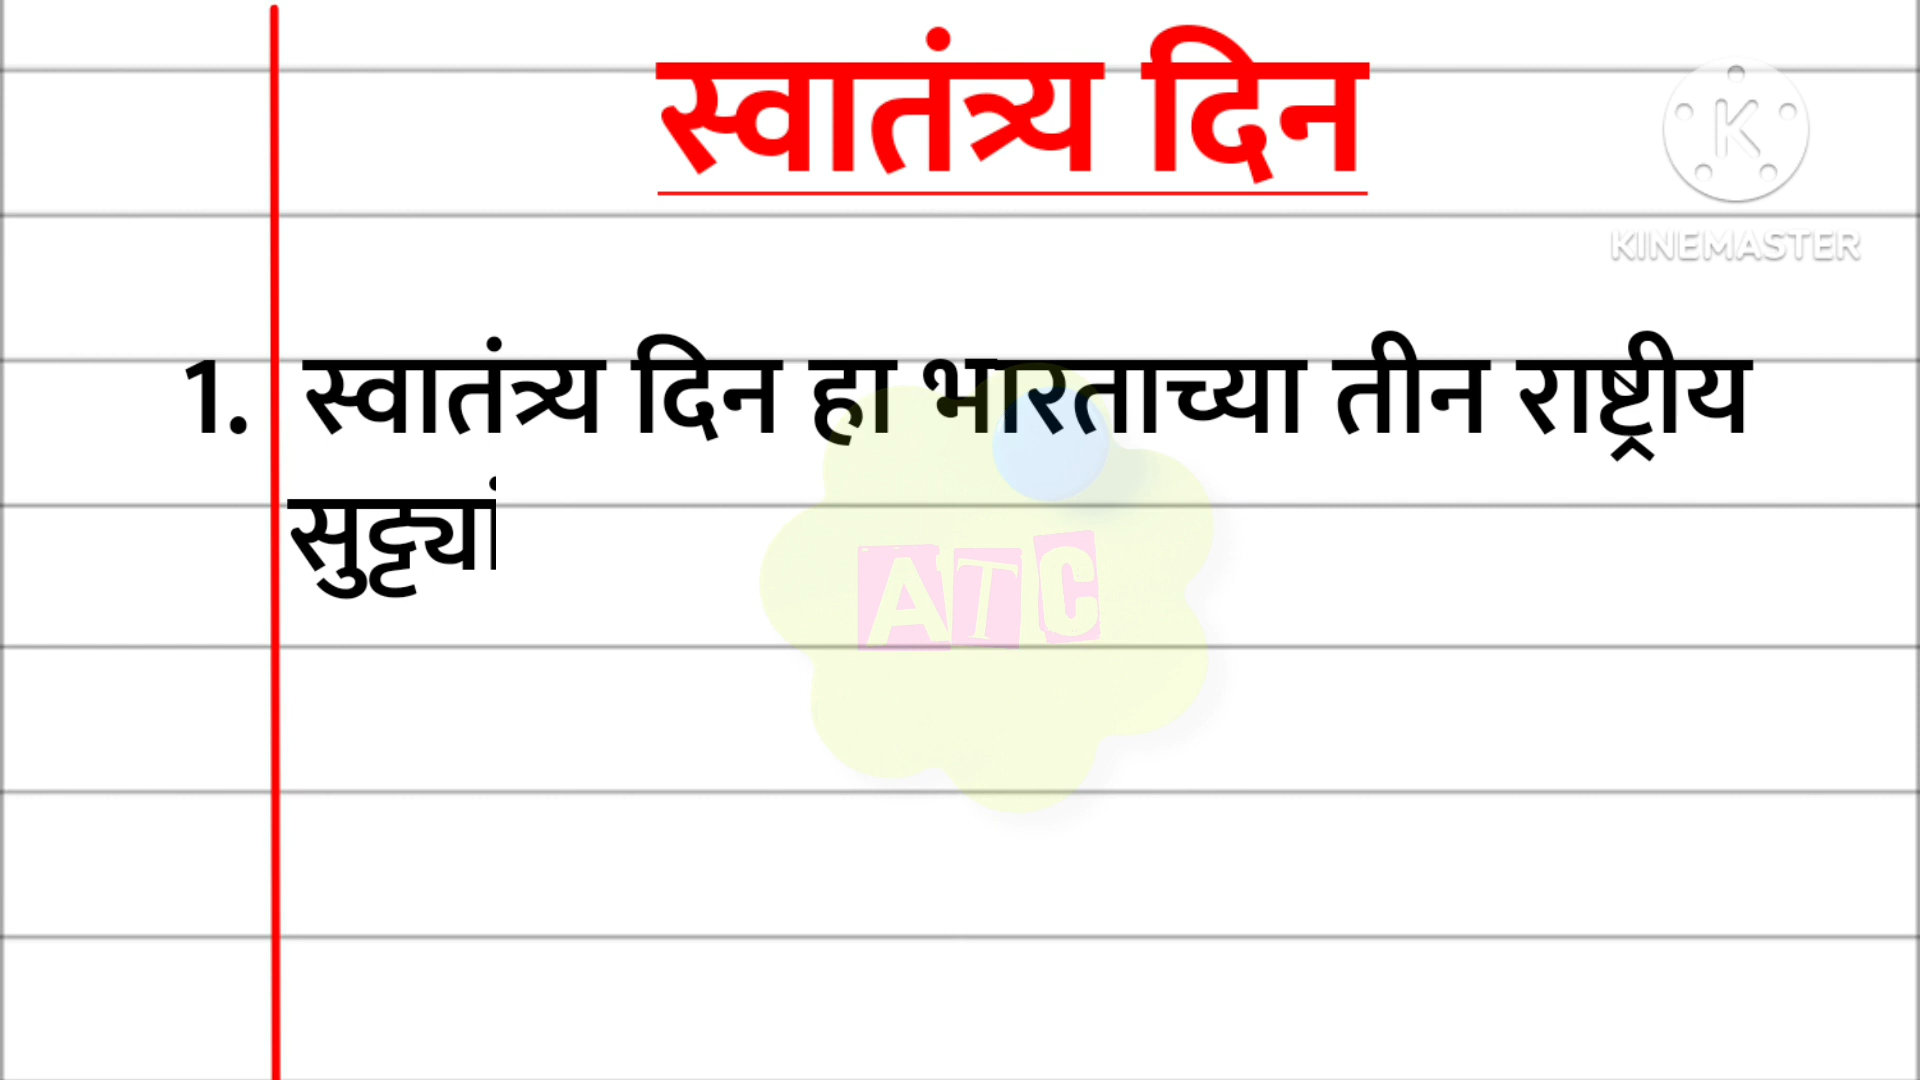 स्वातंत्र्य दिन
KINEMASTER
1. स्वातंत्र्य दिन हा भारताच्या तीन राष्ट्रीय
सुट्ट्यां
ATC